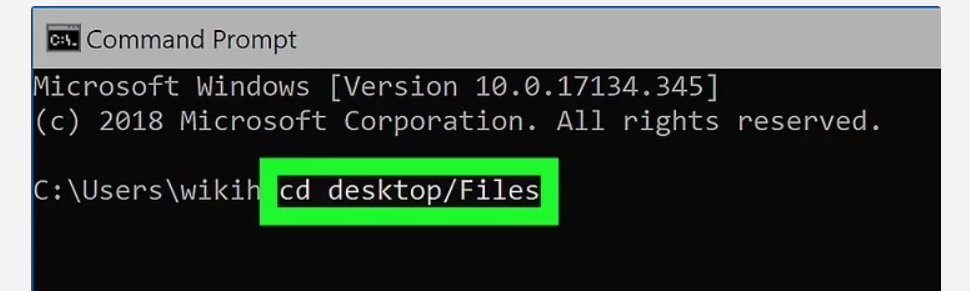 Command Prompt
Microsoft Windows [Version 10.0.17134.345]
(c) 2018 Microsoft Corporation. All rights reserved.
C:\Users\wikih cd desktop/Files